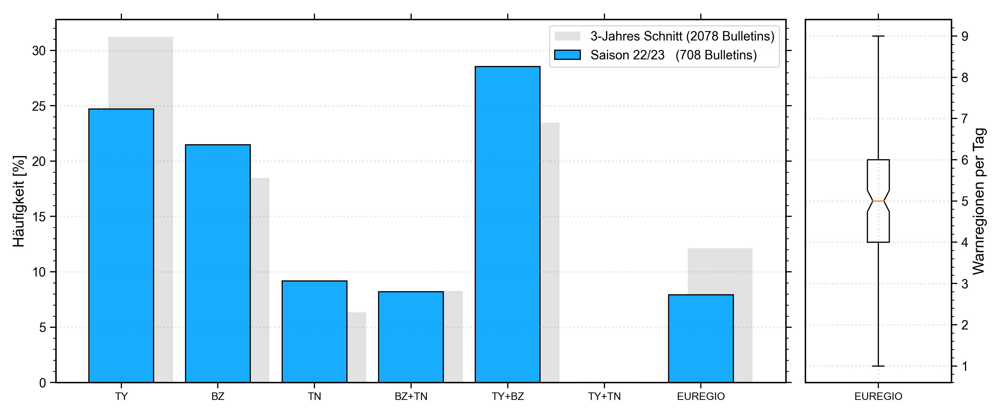 3-Jahres Schnitt (2078 Bulletins)
Saison 22/23 (708 Bulletins)
Häufigkeit [%]
30
25
20
15
10
5
0
TY
BZ
TN
BZ+TN
TY+BZ
TY+TN
EUREGIO
9
8
7
6
5
4
3
2
1
Warnregionen per Tag
EUREGIO